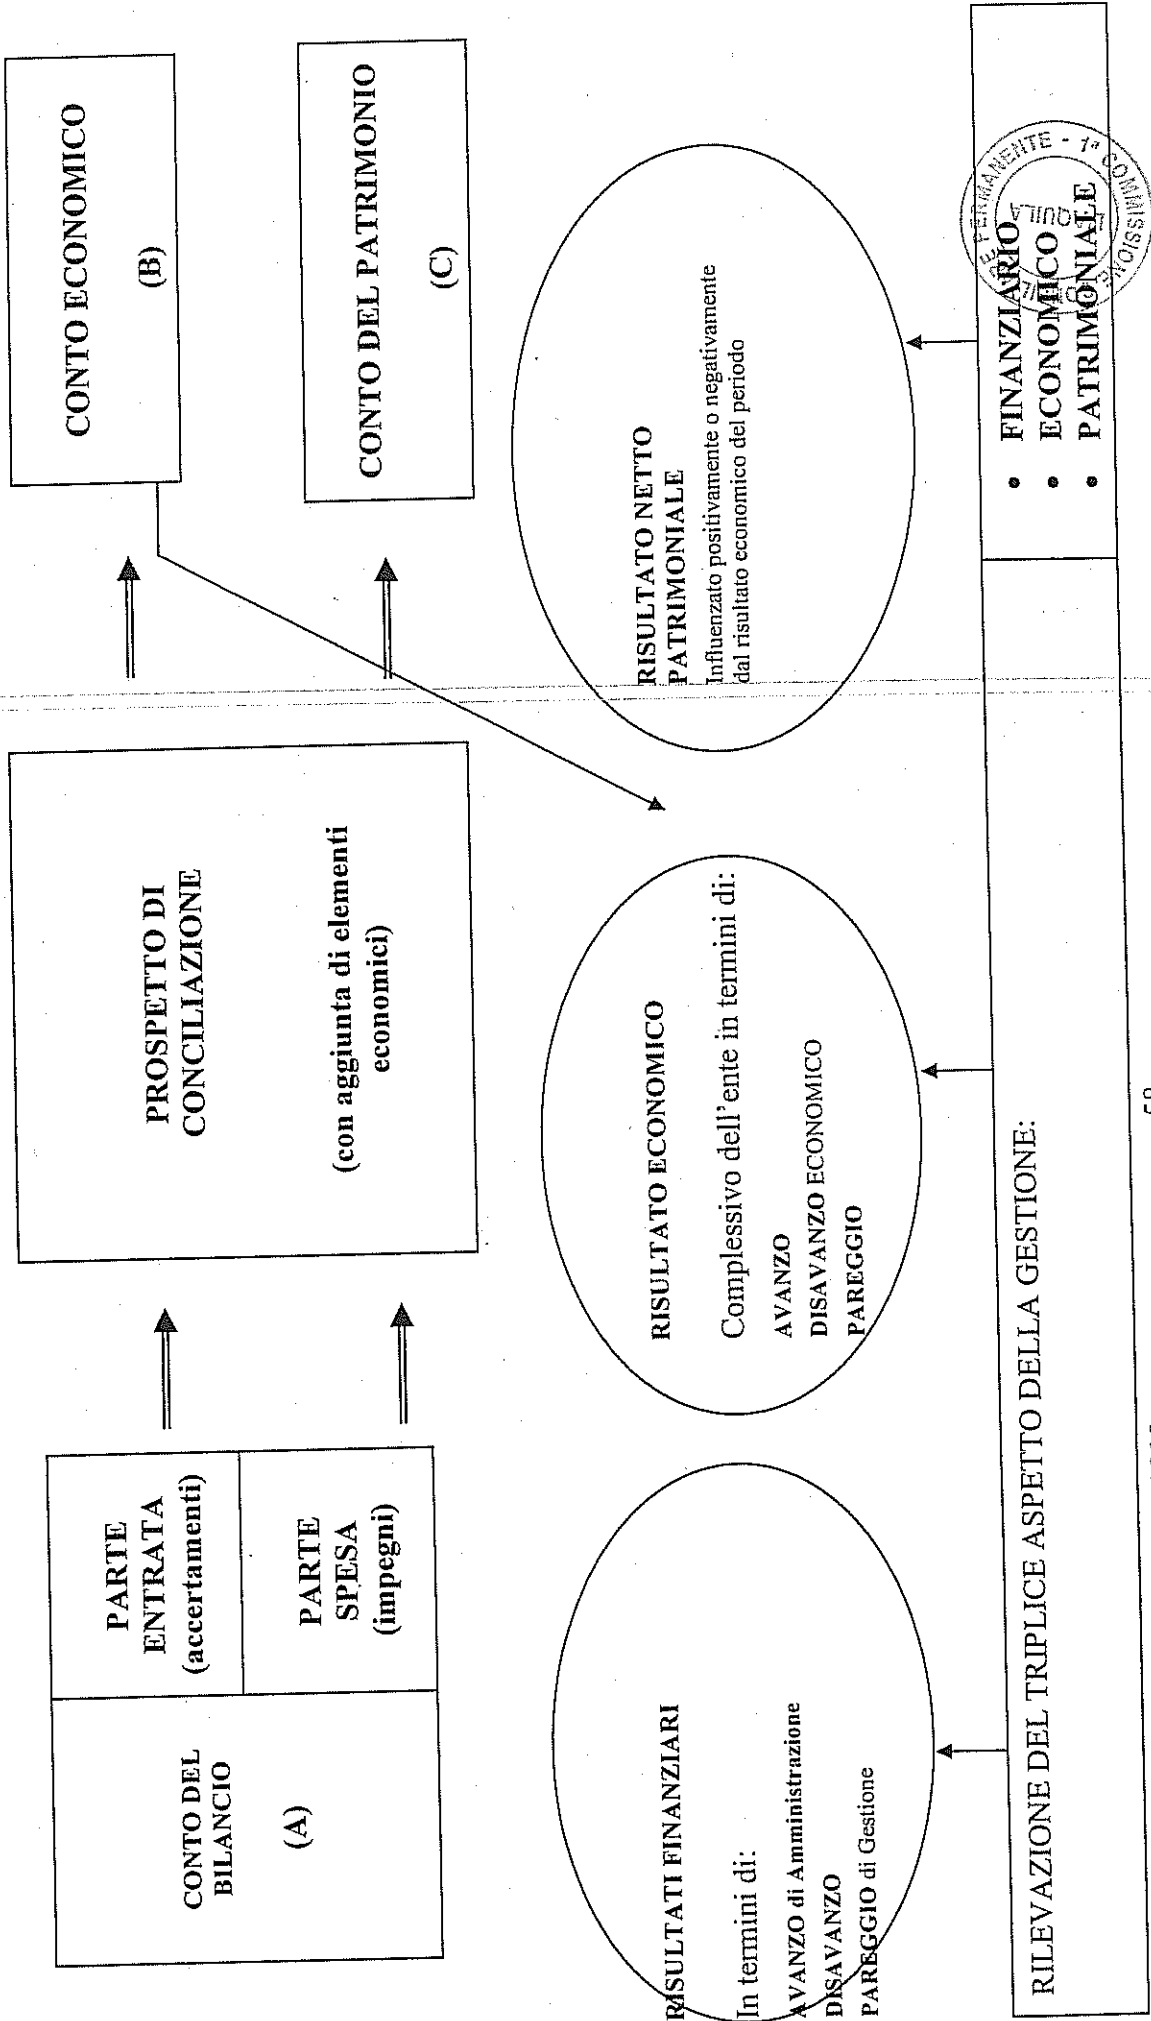 CONTO DEL
BILANCIO
(A)
PARTE
ENTRATA
(accertamenti)
PARTE
SPESA
(impegni)
PROSPETTO DI
CONCILIAZIONE
(con aggiunta di elementi
economici)
CONTO ECONOMICO
(B)
CONTO DEL PATRIMONIO
(C)
RISULTATI FINANZIARI
In termini di:
AVANZO di Amministrazione
DISAVANZO
PAREGGIO di Gestione
RISULTATO ECONOMICO
Complessivo dell'ente in termini di:
AVANZO
DISAVANZO ECONOMICO
PAREGGIO
RISULTATO NETTO
PATRIMONIALE
Influenzato positivamente o negativamente
dal risultato economico del periodo
RILEVAZIONE DEL TRIPLICE ASPETTO DELLA GESTIONE:
• FINANZIARIO
• ECONOMICO
• PATRIMONIALE
PERMANENTE - 1ª COMMISSIONE